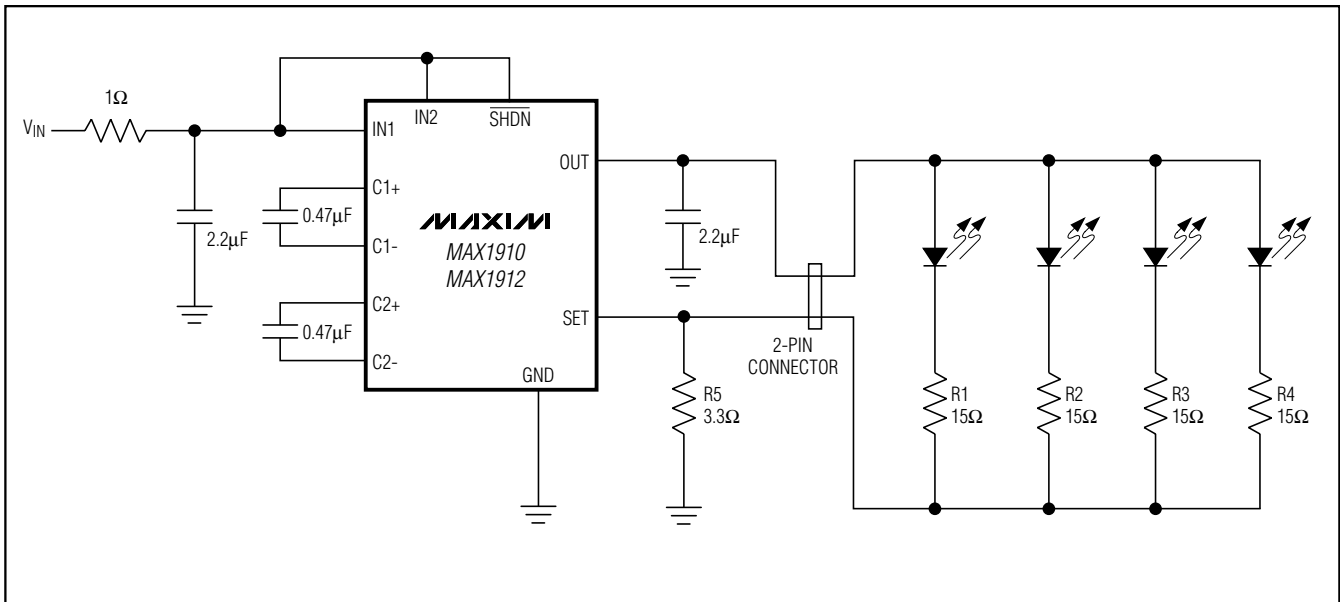 1Ω
VIN
2.2µF
IN1
IN2
SHDN
C1+
0.47µF
C1-
C2+
0.47µF
C2-
MAXIM
MAX1910
MAX1912
GND
OUT
SET
2.2µF
R5
3.3Ω
2-PIN
CONNECTOR
R1
15Ω
R2
15Ω
R3
15Ω
R4
15Ω